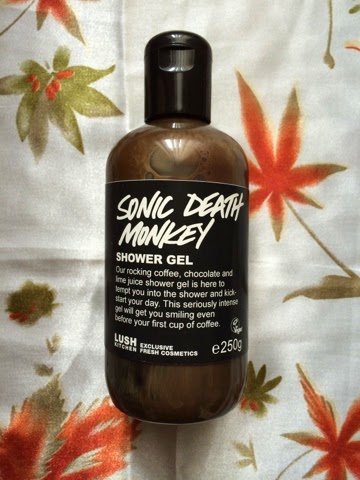 SONIC DEATH
MONKEY
SHOWER GEL
Our rocking coffee, chocolate and
lime juice shower gel is here to
tempt you into the shower and kick-
start your day. This seriously intense
gel will get you smiling even
before your first cup of coffee.
Vegan
LUSH
KITCHEN
EXCLUSIVE
FRESH COSMETICS
℮250g